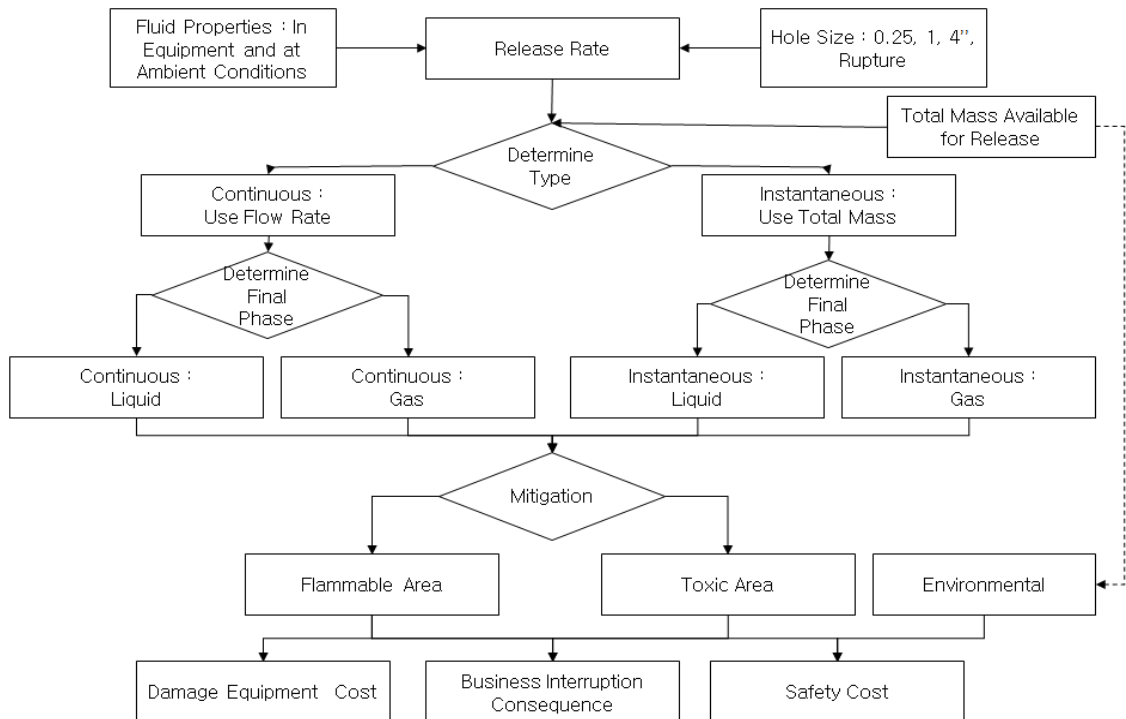 Fluid Properties : In
Equipment and at
Ambient Conditions
Release Rate
Hole Size : 0.25, 1, 4'',
Rupture
Total Mass Available
for Release
Determine
Type
Continuous :
Use Flow Rate
Instantaneous :
Use Total Mass
Determine
Final
Phase
Determine
Final
Phase
Continuous :
Liquid
Continuous :
Gas
Instantaneous :
Liquid
Instantaneous :
Gas
Mitigation
Flammable Area
Toxic Area
Environmental
Damage Equipment Cost
Business Interruption
Consequence
Safety Cost